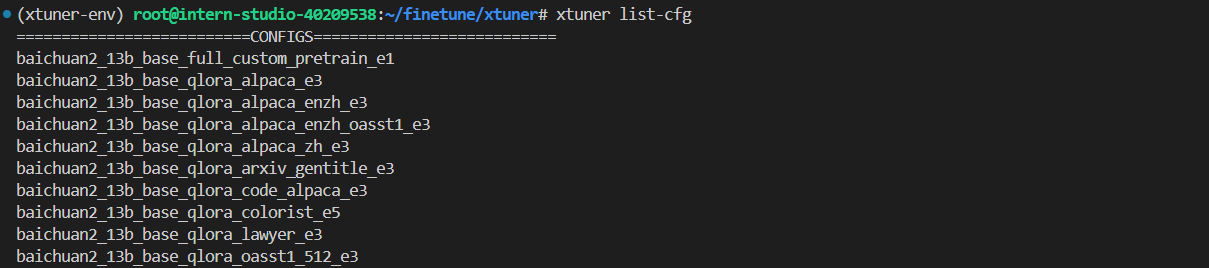 (xtuner-env) root@intern-studio-40209538:~/finetune/xtuner# xtuner list-cfg
==========================CONFIGS===========================
baichuan2_13b_base_full_custom_pretrain_e1
baichuan2_13b_base_qlora_alpaca_e3
baichuan2_13b_base_qlora_alpaca_enzh_e3
baichuan2_13b_base_qlora_alpaca_enzh_oasst1_e3
baichuan2_13b_base_qlora_alpaca_zh_e3
baichuan2_13b_base_qlora_arxiv_gentitle_e3
baichuan2_13b_base_qlora_code_alpaca_e3
baichuan2_13b_base_qlora_colorist_e5
baichuan2_13b_base_qlora_lawyer_e3
baichuan2_13b_base_qlora_oasst1_512_e3